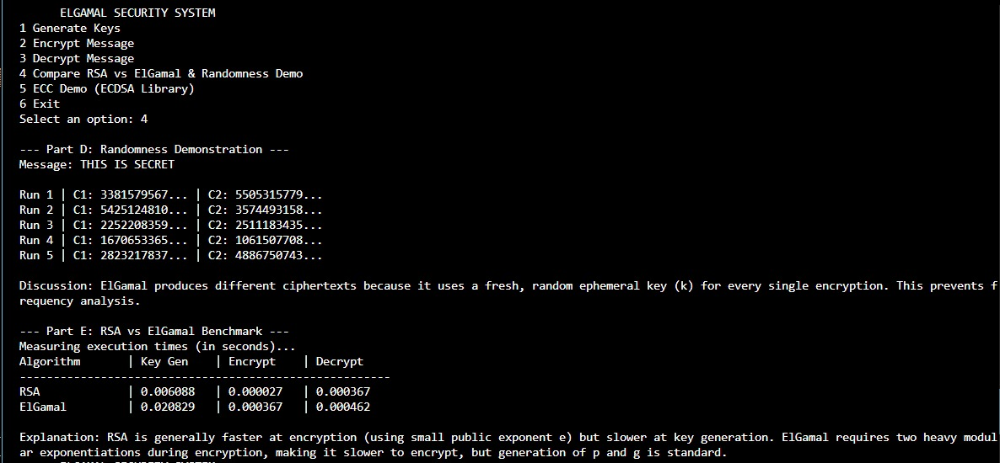 ELGAMAL SECURITY SYSTEM
1 Generate Keys
2 Encrypt Message
3 Decrypt Message
4 Compare RSA vs ElGamal & Randomness Demo
5 ECC Demo (ECDSA Library)
6 Exit
Select an option: 4
--- Part D: Randomness Demonstration ---
Message: THIS IS SECRET
Run 1 | C1: 3381579567... | C2: 5505315779...
Run 2 | C1: 5425124810... | C2: 3574493158...
Run 3 | C1: 2252208359... | C2: 2511183435...
Run 4 | C1: 1670653365... | C2: 1061507708...
Run 5 | C1: 2823217837... | C2: 4886750743...
Discussion: ElGamal produces different ciphertexts because it uses a fresh, random ephemeral key (k) for every single encryption. This prevents f
requency analysis.
--- Part E: RSA vs ElGamal Benchmark ---
Measuring execution times (in seconds)...
Algorithm | Key Gen | Encrypt | Decrypt
-------------------------------------------------------
RSA | 0.006088 | 0.000027 | 0.000367
ElGamal | 0.020829 | 0.000367 | 0.000462
Explanation: RSA is generally faster at encryption (using small public exponent e) but slower at key generation. ElGamal requires two heavy modul
ar exponentiations during encryption, making it slower to encrypt, but generation of p and g is standard.
ELGAMAL SECURITY SYSTEM